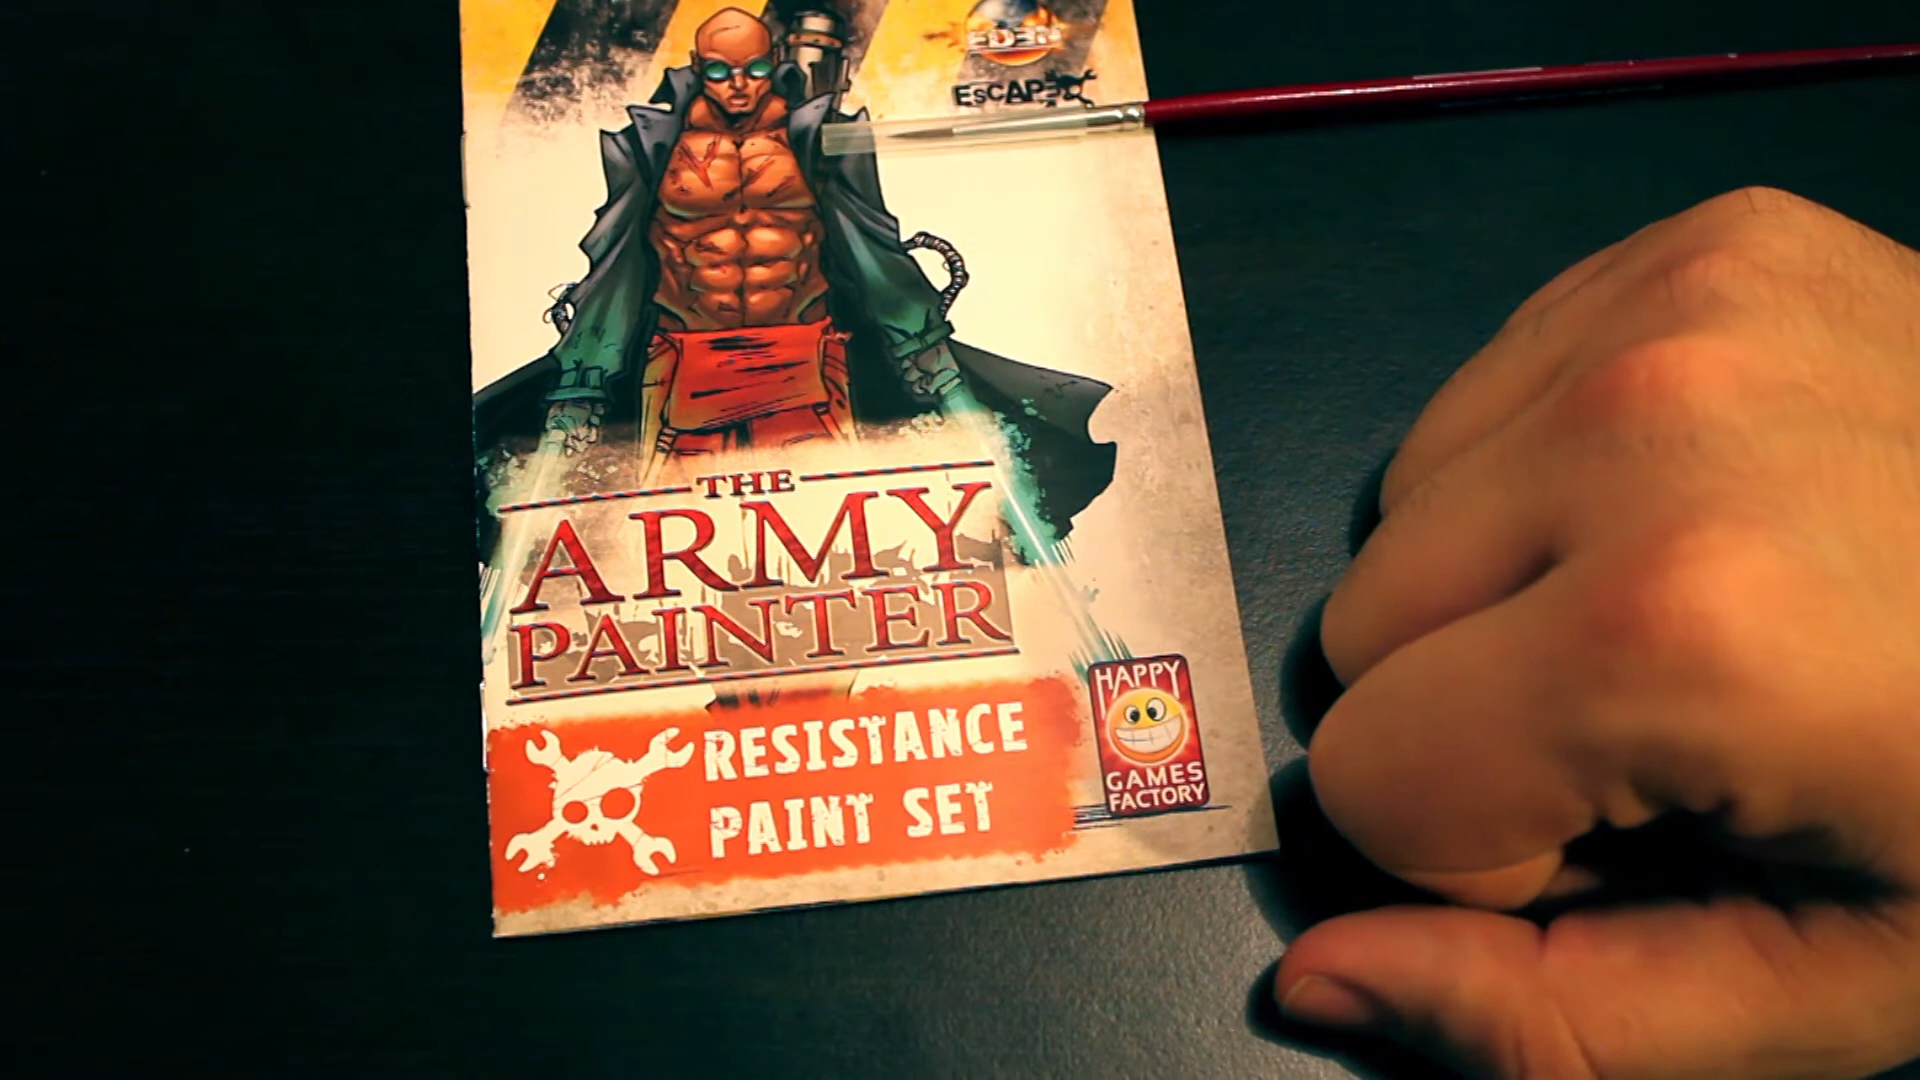 EDEN
ESCAPE
THE
ARMY
PAINTER
RESISTANCE
PAINT SET
HAPPY
GAMES
FACTORY